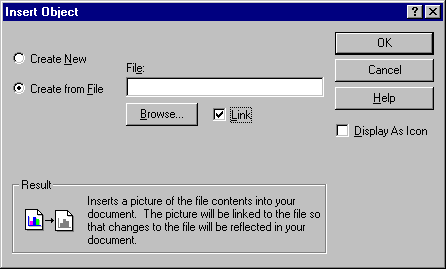 Insert Object
Create New
Create from File
File:
Browse...
Link
OK
Cancel
Help
Display As Icon
Result
Inserts a picture of the file contents into your
document. The picture will be linked to the file so
that changes to the file will be reflected in your
document.